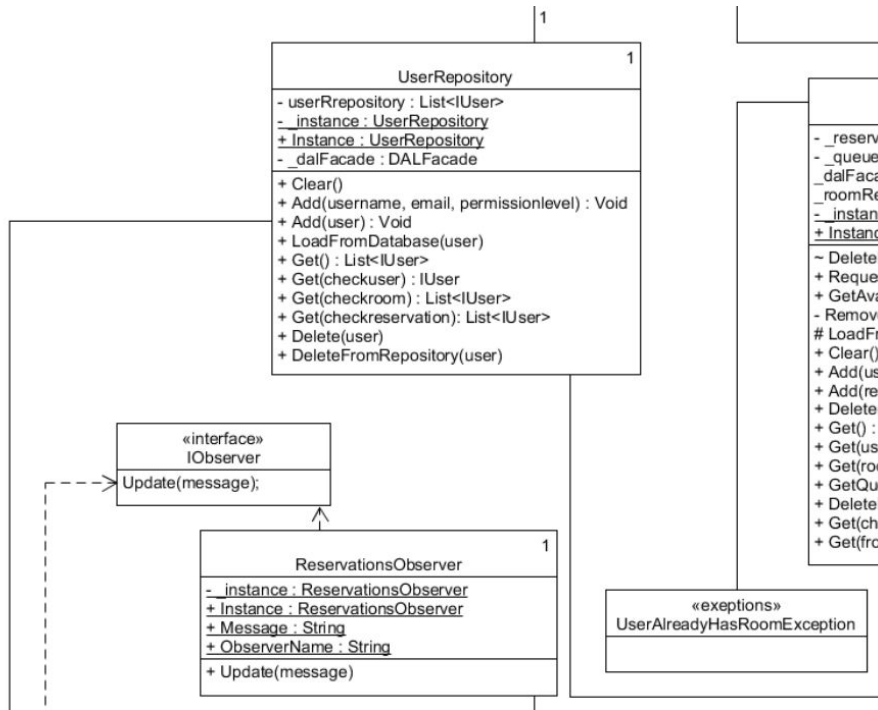 1
1
UserRepository
- userRrepository : List<IUser>
- _instance : UserRepository
+ Instance : UserRepository
- _dalFacade : DALFacade
+ Clear()
+ Add(username, email, permissionlevel) : Void
+ Add(user) : Void
+ LoadFromDatabase(user)
+ Get() : List<IUser>
+ Get(checkuser) : IUser
+ Get(checkroom) : List<IUser>
+ Get(checkreservation): List<IUser>
+ Delete(user)
+ DeleteFromRepository(user)
«interface»
IObserver
Update(message);
1
ReservationsObserver
- _instance : ReservationsObserver
+ Instance : ReservationsObserver
+ Message : String
+ ObserverName : String
+ Update(message)
- _reserv
- _queue
_dalFaca
_roomRe
- _instan
+ Instanc
~ Delete
+ Reque
+ GetAva
- Remov
# LoadFr
+ Clear()
+ Add(us
+ Add(re
+ Delete
+ Get() :
+ Get(us
+ Get(roo
+ GetQu
+ Delete
+ Get(ch
+ Get(fro
«exeptions»
UserAlreadyHasRoomException